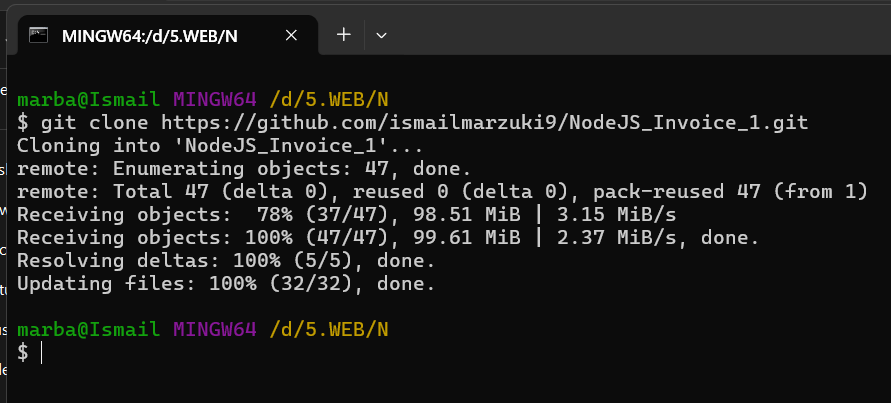 MINGW64:/d/5.WEB/N
marba@Ismail MINGW64 /d/5.WEB/N
$ git clone https://github.com/ismailmarzuki9/NodeJS_Invoice_1.git
Cloning into 'NodeJS_Invoice_1'...
remote: Enumerating objects: 47, done.
remote: Total 47 (delta 0), reused 0 (delta 0), pack-reused 47 (from 1)
Receiving objects:  78% (37/47), 98.51 MiB | 3.15 MiB/s
Receiving objects: 100% (47/47), 99.61 MiB | 2.37 MiB/s, done.
Resolving deltas: 100% (5/5), done.
Updating files: 100% (32/32), done.
marba@Ismail MINGW64 /d/5.WEB/N
$